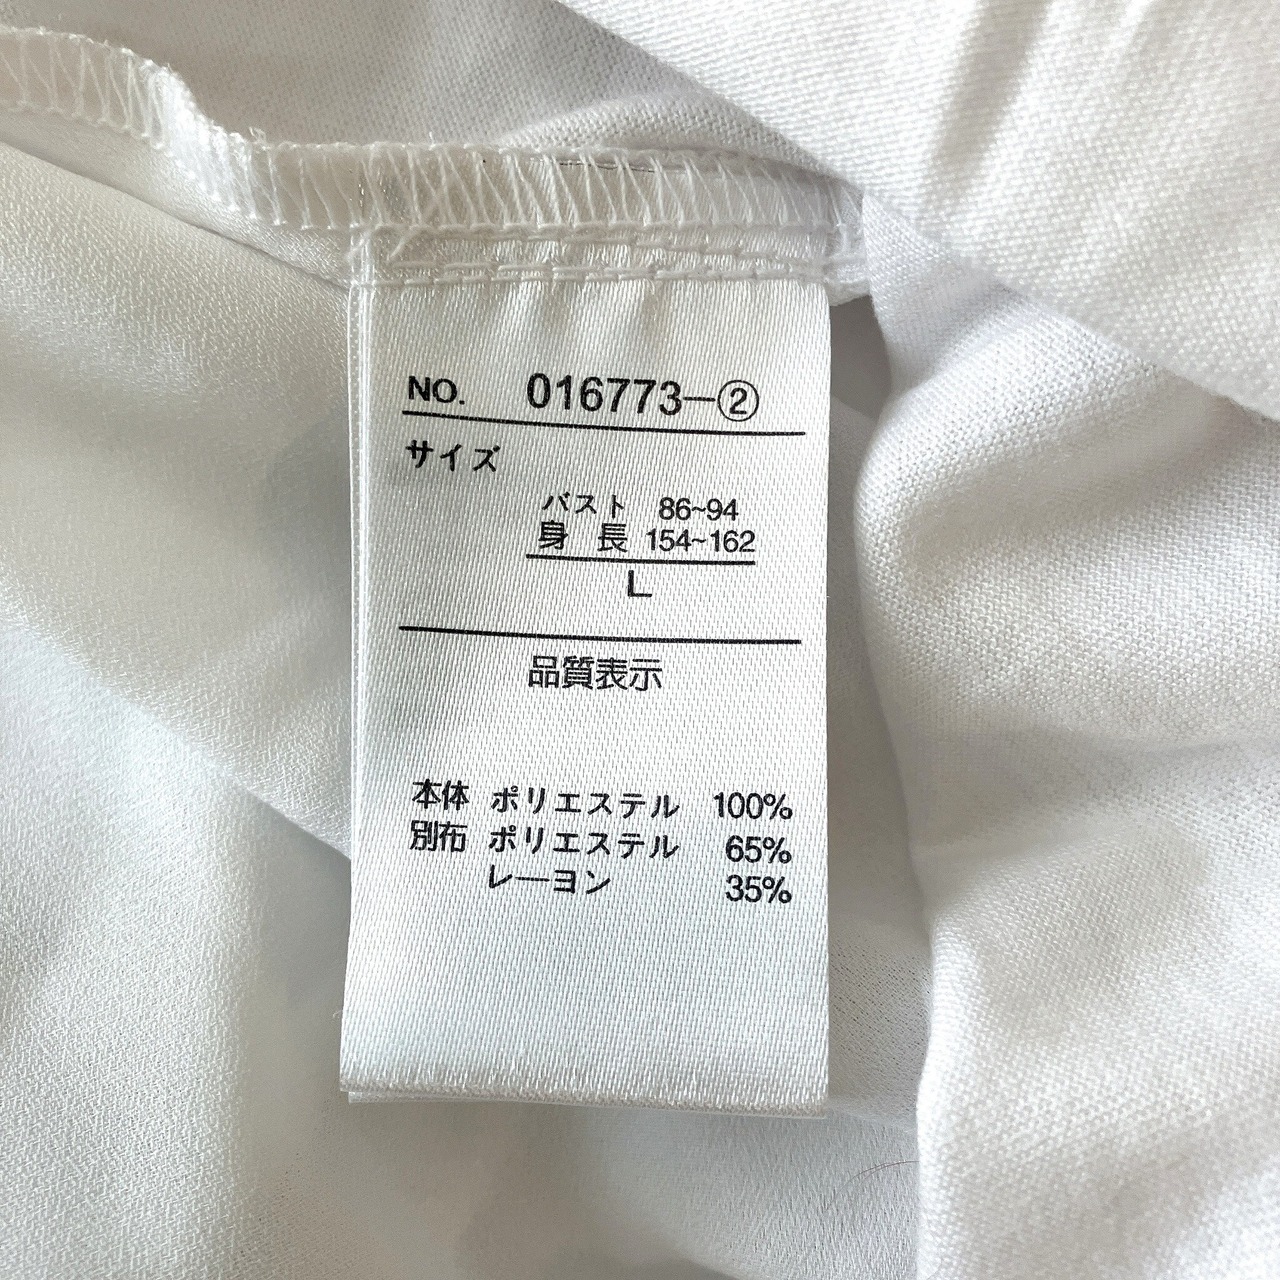 NO. 016773-②
サイズ
バスト 86~94
身長 154~162
L
品質表示
本体 ポリエステル 100%
別布 ポリエステル 65%
レーヨン 35%